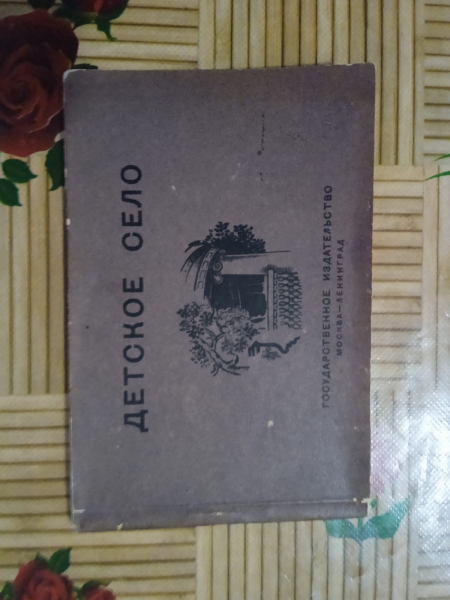 ДЕТСКОЕ СЕЛО
ГОСУДАРСТВЕННОЕ ИЗДАТЕЛЬСТВО
МОСКВА—ЛЕНИНГРАД